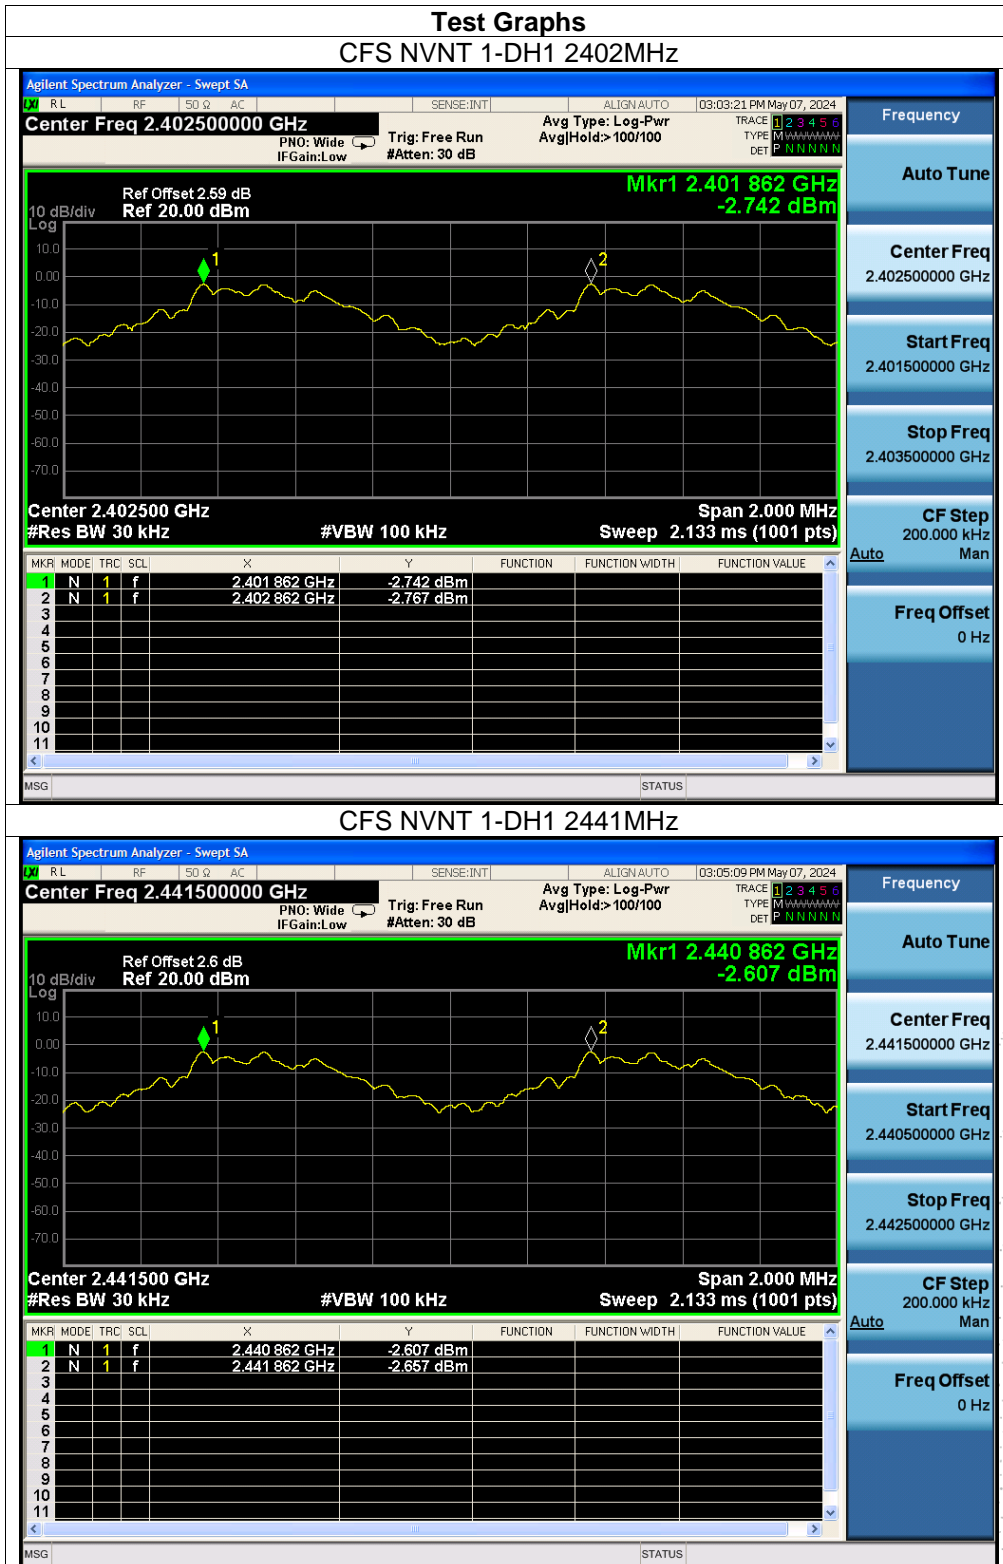 Test Graphs
CFS NVNT 1-DH1 2402MHz
Agilent Spectrum Analyzer - Swept SA
LXI RL RF 50 Ω AC SENSE:INT ALIGN AUTO 03:03:21 PM May 07, 2024
Center Freq 2.402500000 GHz Avg Type: Log-Pwr TRACE 1 2 3 4 5 6
PNO: Wide Trig: Free Run Avg|Hold:>100/100 TYPE M W W W W W
IFGain:Low #Atten: 30 dB DET P N N N N N
Frequency
Auto Tune
Mkr1 2.401 862 GHz
Ref Offset 2.59 dB
10 dB/div Ref 20.00 dBm -2.742 dBm
Log
10.0
0.00
-10.0
-20.0
-30.0
-40.0
-50.0
-60.0
-70.0
1
2
Center Freq
2.402500000 GHz
Start Freq
2.401500000 GHz
Stop Freq
2.403500000 GHz
Center 2.402500 GHz Span 2.000 MHz
#Res BW 30 kHz #VBW 100 kHz Sweep 2.133 ms (1001 pts)
CF Step
200.000 kHz
Auto Man
MKR MODE TRC SCL X Y FUNCTION FUNCTION WIDTH FUNCTION VALUE
1 N 1 f 2.401 862 GHz -2.742 dBm
2 N 1 f 2.402 862 GHz -2.767 dBm
3
4
5
6
7
8
9
10
11
Freq Offset
0 Hz
MSG STATUS
CFS NVNT 1-DH1 2441MHz
Agilent Spectrum Analyzer - Swept SA
LXI RL RF 50 Ω AC SENSE:INT ALIGN AUTO 03:05:09 PM May 07, 2024
Center Freq 2.441500000 GHz Avg Type: Log-Pwr TRACE 1 2 3 4 5 6
PNO: Wide Trig: Free Run Avg|Hold:>100/100 TYPE M W W W W W
IFGain:Low #Atten: 30 dB DET P N N N N N
Frequency
Auto Tune
Mkr1 2.440 862 GHz
Ref Offset 2.6 dB
10 dB/div Ref 20.00 dBm -2.607 dBm
Log
10.0
0.00
-10.0
-20.0
-30.0
-40.0
-50.0
-60.0
-70.0
1
2
Center Freq
2.441500000 GHz
Start Freq
2.440500000 GHz
Stop Freq
2.442500000 GHz
Center 2.441500 GHz Span 2.000 MHz
#Res BW 30 kHz #VBW 100 kHz Sweep 2.133 ms (1001 pts)
CF Step
200.000 kHz
Auto Man
MKR MODE TRC SCL X Y FUNCTION FUNCTION WIDTH FUNCTION VALUE
1 N 1 f 2.440 862 GHz -2.607 dBm
2 N 1 f 2.441 862 GHz -2.657 dBm
3
4
5
6
7
8
9
10
11
Freq Offset
0 Hz
MSG STATUS